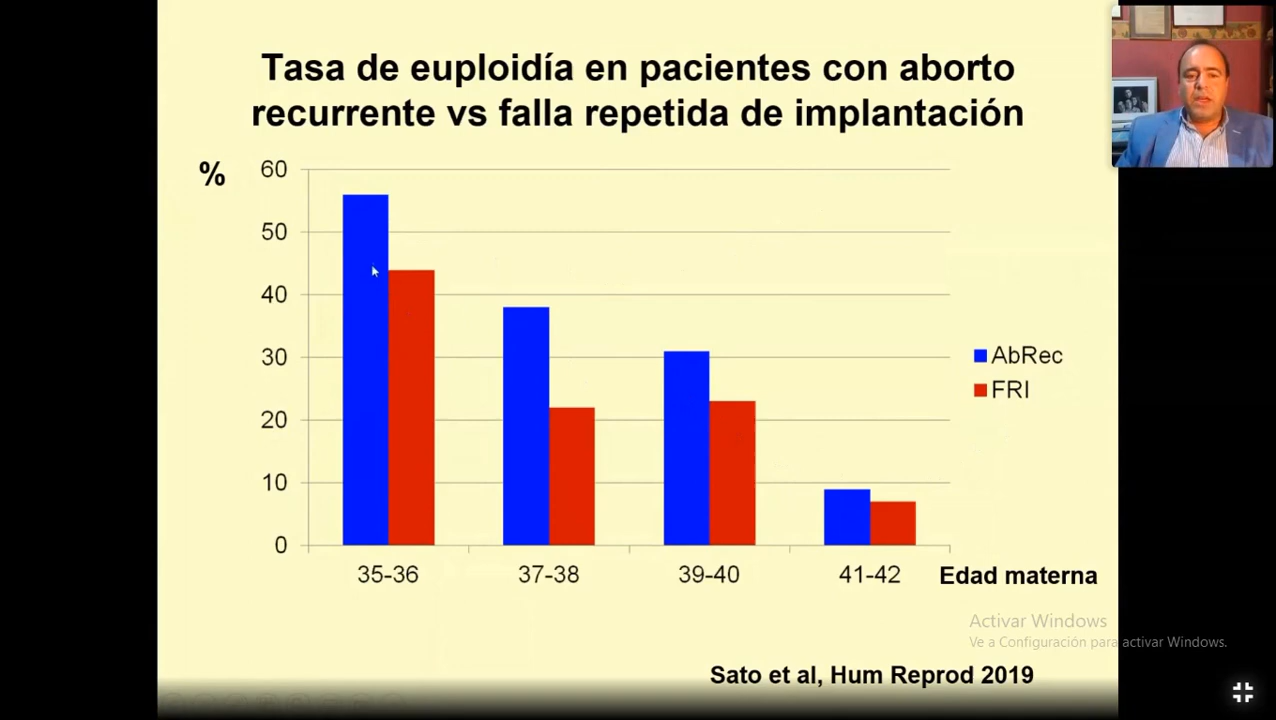 Tasa de euploidía en pacientes con aborto
recurrente vs falla repetida de implantación
%
60
50
40
30
20
10
0
AbRec
FRI
35-36
37-38
39-40
41-42
Edad materna
Activar Windows
Ve a Configuración para activar Windows.
Sato et al, Hum Reprod 2019